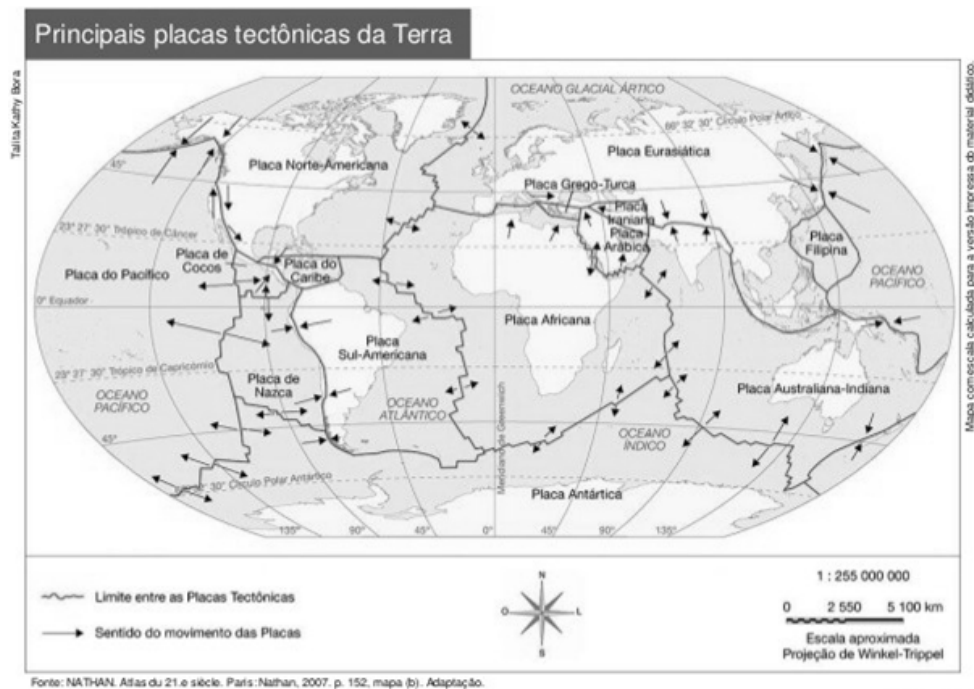 Principais placas tectônicas da Terra
Talita Kathy Bora
OCEANO GLACIAL ÁRTICO
66° 32' 30" Círculo Polar Ártico
45°
Placa Norte-Americana
Placa Eurasiática
Placa Grego-Turca
Placa
Iraniana
Placa
Arábica
23° 27' 30" Trópico de Câncer
Placa de
Cocos
Placa do
Caribe
Placa
Filipina
Placa do Pacífico
OCEANO
PACÍFICO
0° Equador
Placa Africana
Placa
Sul-Americana
23° 27' 30" Trópico de Capricórnio
Placa de
Nazca
Placa Australiana-Indiana
OCEANO
PACÍFICO
OCEANO
ATLÂNTICO
Meridiano de Greenwich
OCEANO
ÍNDICO
45°
30" Círculo Polar Antártico
Placa Antártica
135°
90°
45°
0°
45°
90°
135°
Mapa com escala calculada para a versão impressa do material didático.
Limite entre as Placas Tectônicas
Sentido do movimento das Placas
N
O
L
S
1 : 255 000 000
0 2 550 5 100 km
Escala aproximada
Projeção de Winkel-Trippel
Fonte: NATHAN. Atlas du 21.e siècle. Paris: Nathan, 2007. p. 152, mapa (b). Adaptação.